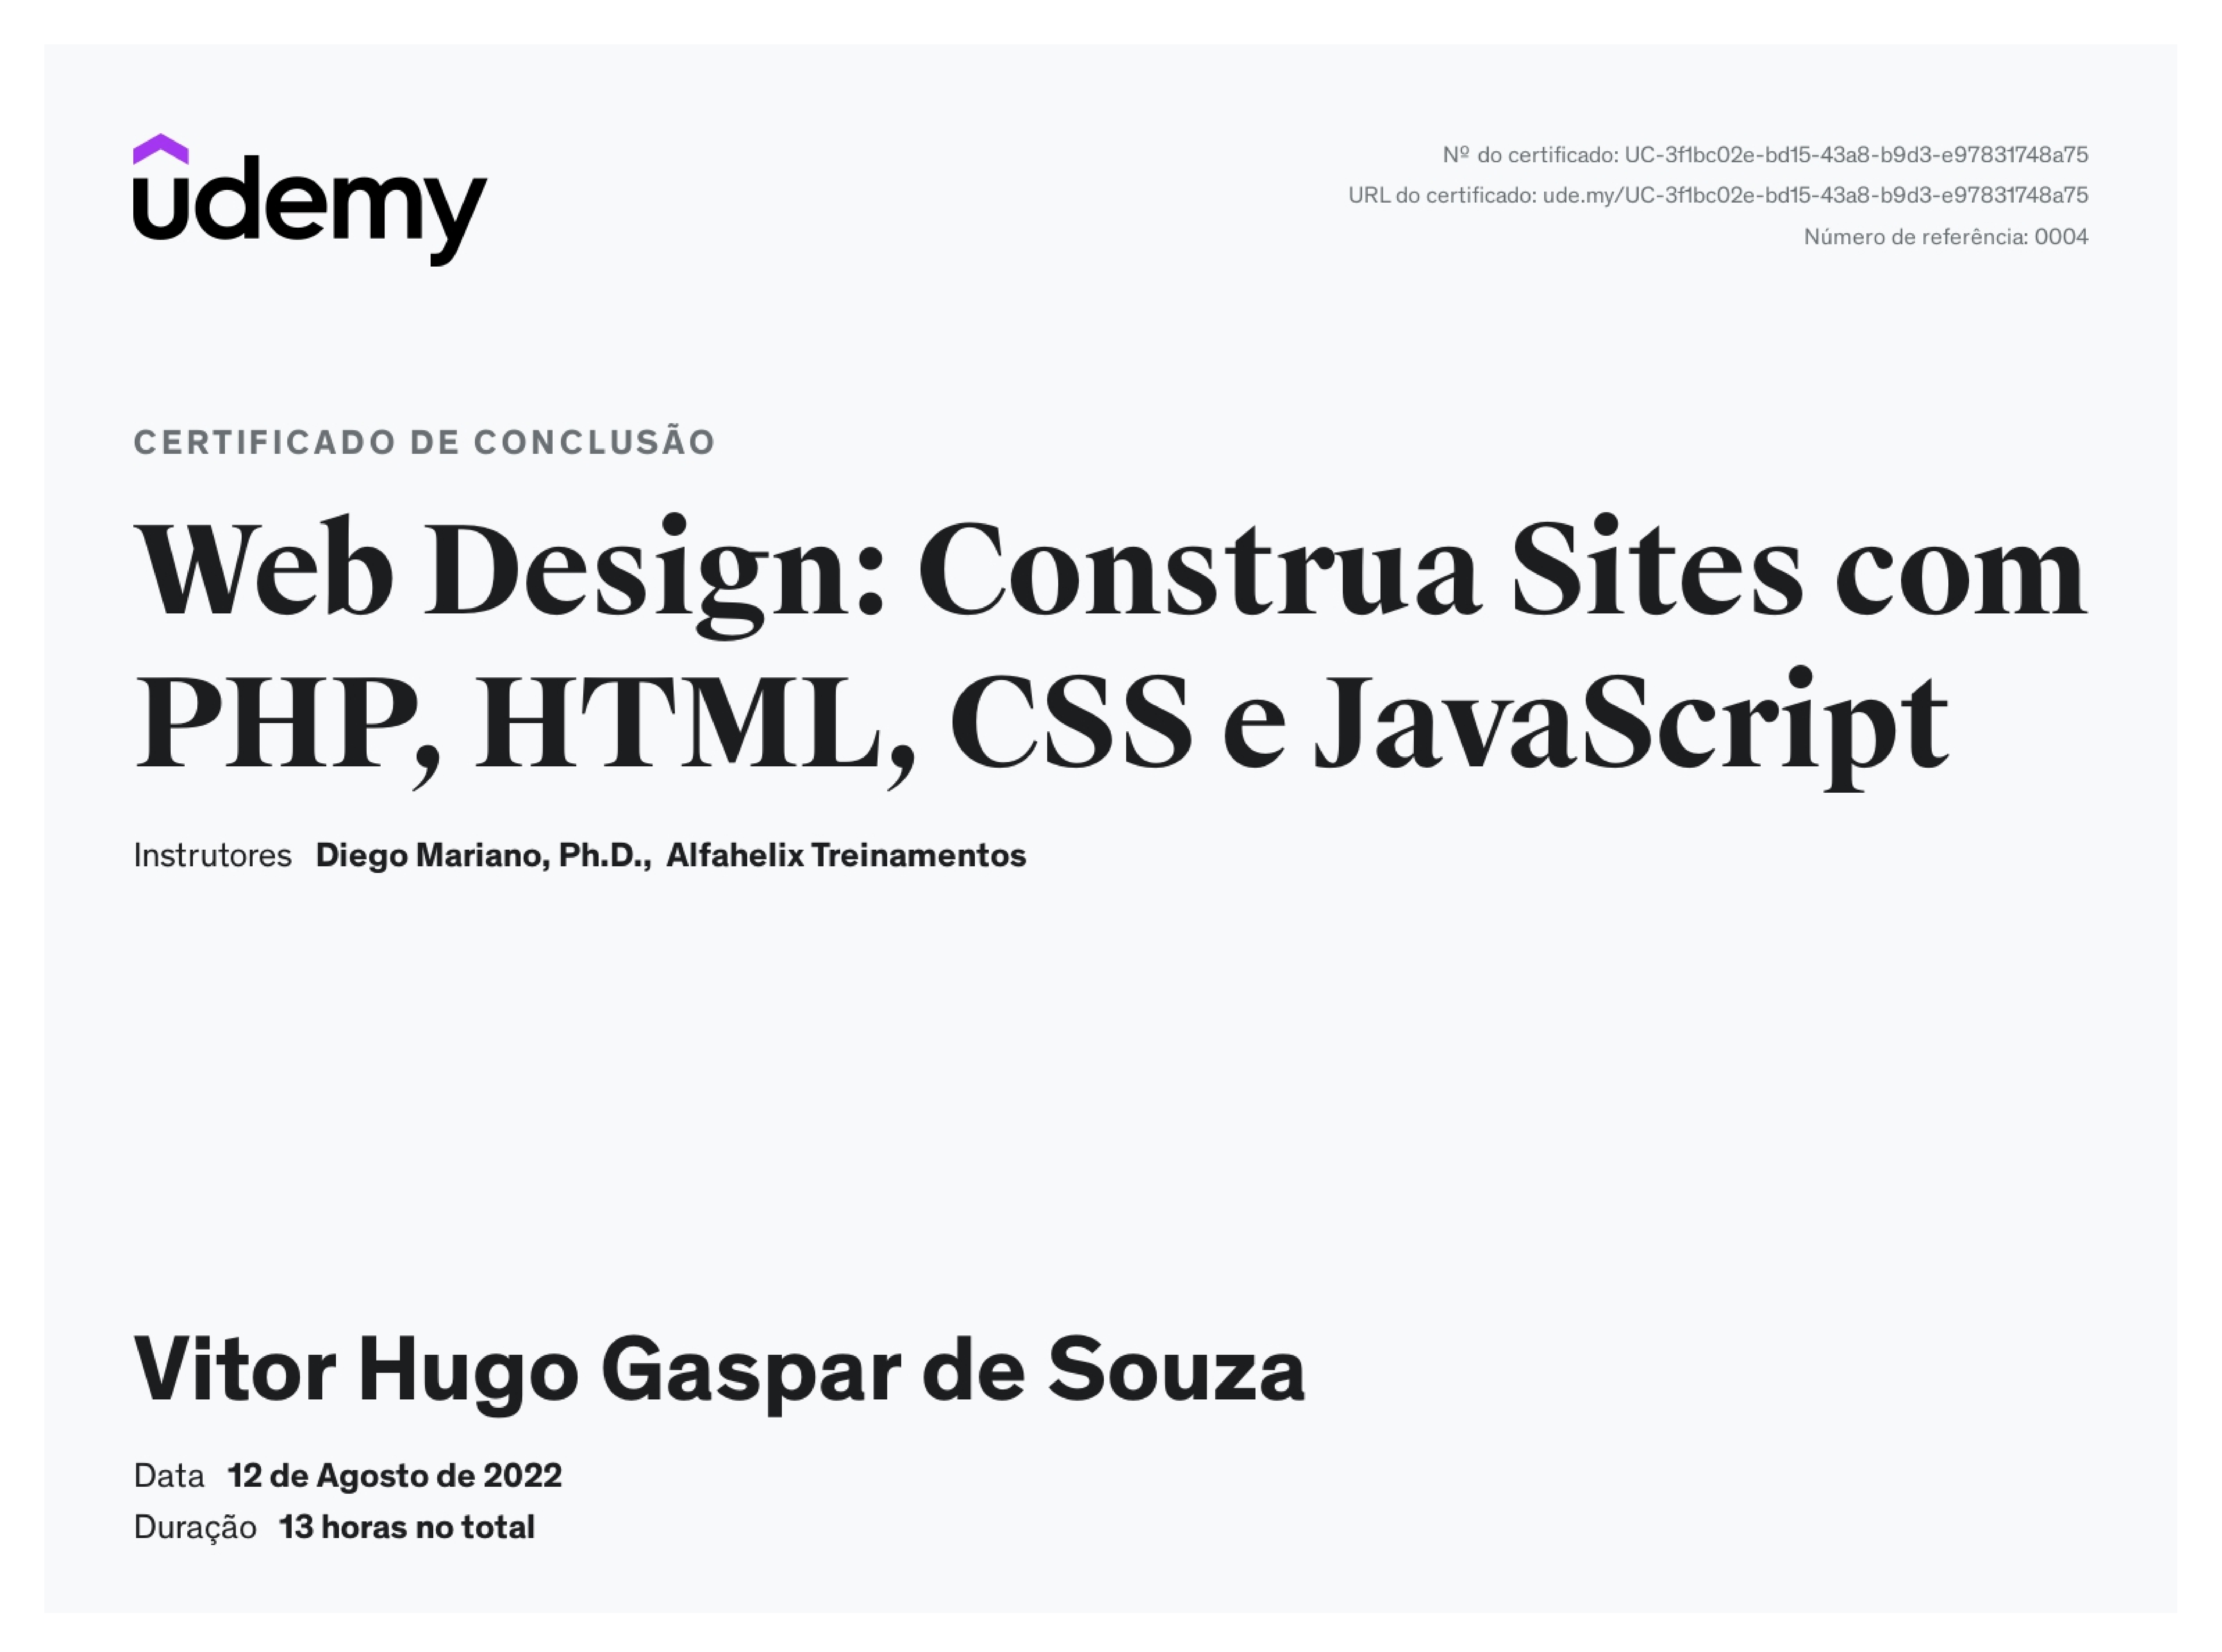 udemy
Nº do certificado: UC-3f1bc02e-bd15-43a8-b9d3-e97831748a75
URL do certificado: ude.my/UC-3f1bc02e-bd15-43a8-b9d3-e97831748a75
Número de referência: 0004
CERTIFICADO DE CONCLUSÃO
Web Design: Construa Sites com
PHP, HTML, CSS e JavaScript
Instrutores Diego Mariano, Ph.D., Alfahelix Treinamentos
Vitor Hugo Gaspar de Souza
Data 12 de Agosto de 2022
Duração 13 horas no total